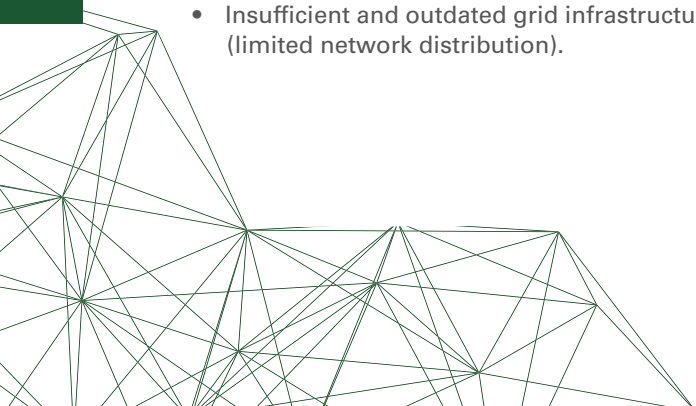 • Insufficient and outdated grid infrastructu
(limited network distribution).